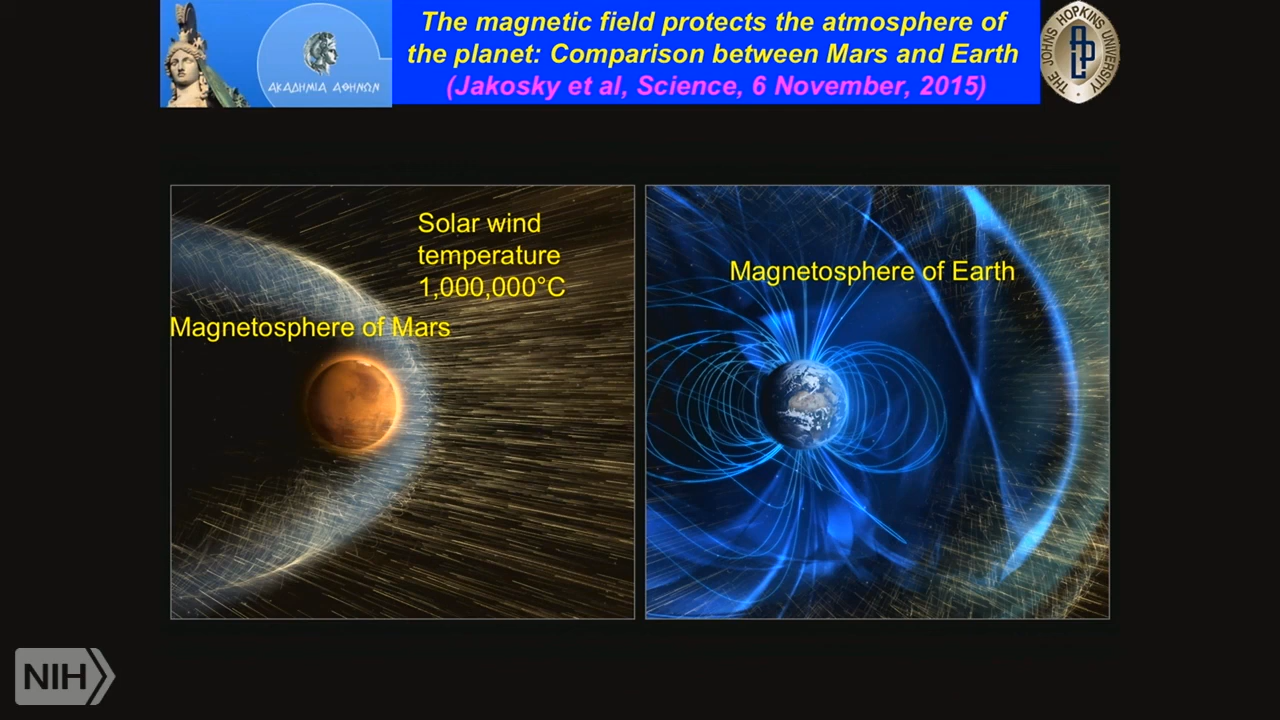 The magnetic field protects the atmosphere of
the planet: Comparison between Mars and Earth
(Jakosky et al, Science, 6 November, 2015)
ΑΚΑΔΗΜΙΑ ΑΘΗΝΩΝ
THE JOHNS HOPKINS UNIVERSITY
APL
Solar wind
temperature
1,000,000°C
Magnetosphere of Mars
Magnetosphere of Earth
NIH